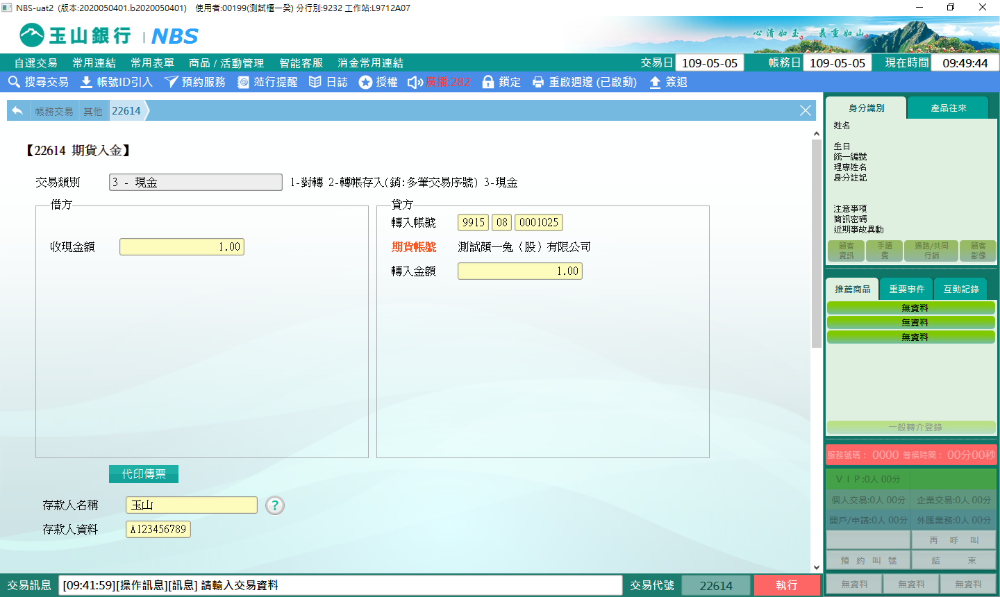 NBS-uat2 (版本:2020050401.b2020050401) 使用者:00199(測試櫃一癸) 分行別:9232 工作站:L9712A07
玉山銀行 | NBS
心清如玉。義重如山。
自選交易 常用連結 常用表單 商品 / 活動管理 智能客服 消金常用連結
交易日 109-05-05 帳務日 109-05-05 現在時間 09:49:44
搜尋交易 帳號ID引入 預約服務 蒞行提醒 日誌 授權 廣播:282 鎖定 重啟週邊 (已啟動) 簽退
帳務交易 其他 22614
【22614 期貨入金】
交易類別 3 - 現金 1-對轉 2-轉帳存入(銷:多筆交易序號) 3-現金
借方
收現金額 1.00
貸方
轉入帳號 9915 08 0001025
期貨帳號 測試顏一兔（股）有限公司
轉入金額 1.00
代印傳票
存款人名稱 玉山 ?
存款人資料 A123456789
交易訊息 [09:41:59][操作訊息][訊息] 請輸入交易資料 交易代號 22614 執行
身分識別 產品往來
姓名
生日
統一編號
理專姓名
身分註記
注意事項
簡訊密碼
近期事故異動
顧客資訊 手續費 通路/共同行銷 顧客影像
推薦商品 重要事件 互動記錄
無資料
無資料
無資料
一般轉介登錄
服務號碼： 0000 等候時間： 00分00秒
ＶＩＰ:0人 00分
個人交易:0人 00分 企業交易:0人 00分
開戶/申請:0人 00分 外匯業務:0人 00分
再 呼 叫
預 約 叫 號 結 束
無資料 無資料 無資料